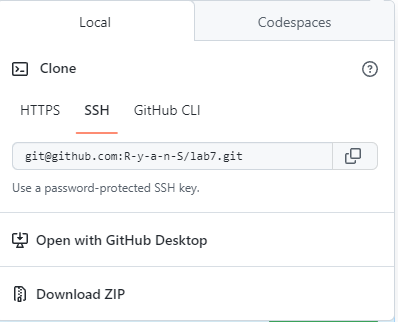 Local Codespaces
Clone
HTTPS SSH GitHub CLI
git@github.com:R-y-a-n-S/lab7.git
Use a password-protected SSH key.
Open with GitHub Desktop
Download ZIP